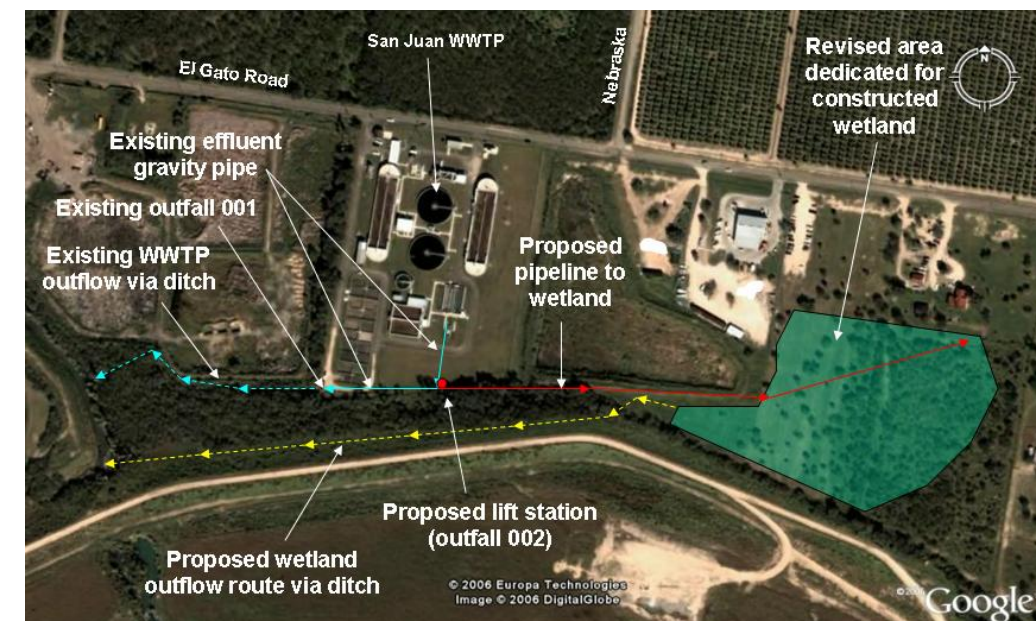 San Juan WWTP
El Gato Road
Nebraska
Revised area
dedicated for
constructed
wetland
N
Existing effluent
gravity pipe
Existing outfall 001
Existing WWTP
outflow via ditch
Proposed
pipeline to
wetland
Proposed lift station
(outfall 002)
Proposed wetland
outflow route via ditch
© 2006 Europa Technologies
Image © 2006 DigitalGlobe
Google